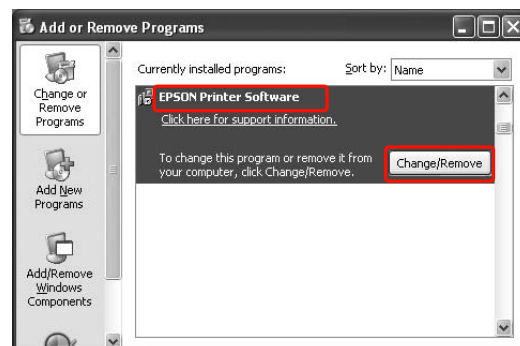 Add or Remove Programs
Change or
Remove
Programs
Add New
Programs
Add/Remove
Windows
Components
Currently installed programs:
Sort by: Name
EPSON Printer Software
Click here for support information.
To change this program or remove it from
your computer, click Change/Remove.
Change/Remove